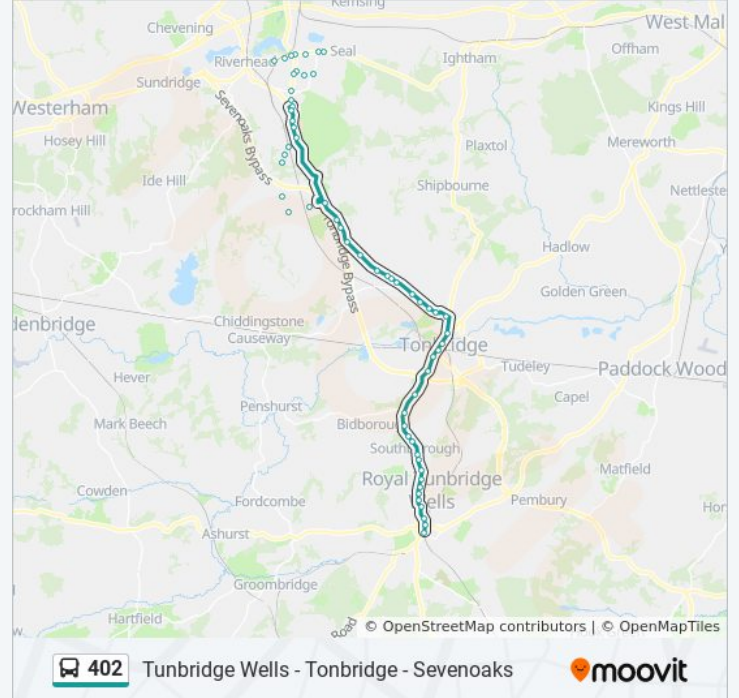 Kemsing
Chevening
West Mal
Seal
Offham
Riverhead
Ightham
Sundridge
Kings Hill
Westerham
Sevenoaks Bypass
Hosey Hill
Mereworth
Plaxtol
Ide Hill
Shipbourne
Nettleste
rockham Hill
Tonbridge Bypass
Hadlow
Y
Golden Green
denbridge
Chiddingstone
Causeway
Tonbridge
Tudeley
Paddock Wood
Hever
Capel
Penshurst
Mark Beech
Bidborough
Southborough
Matfield
Royal Tunbridge
Wells
Cowden
Pembury
Fordcombe
Hor
Ashurst
Groombridge
Hartfield
Road
w
© OpenStreetMap contributors | © OpenMapTiles
402 Tunbridge Wells - Tonbridge - Sevenoaks
moovit